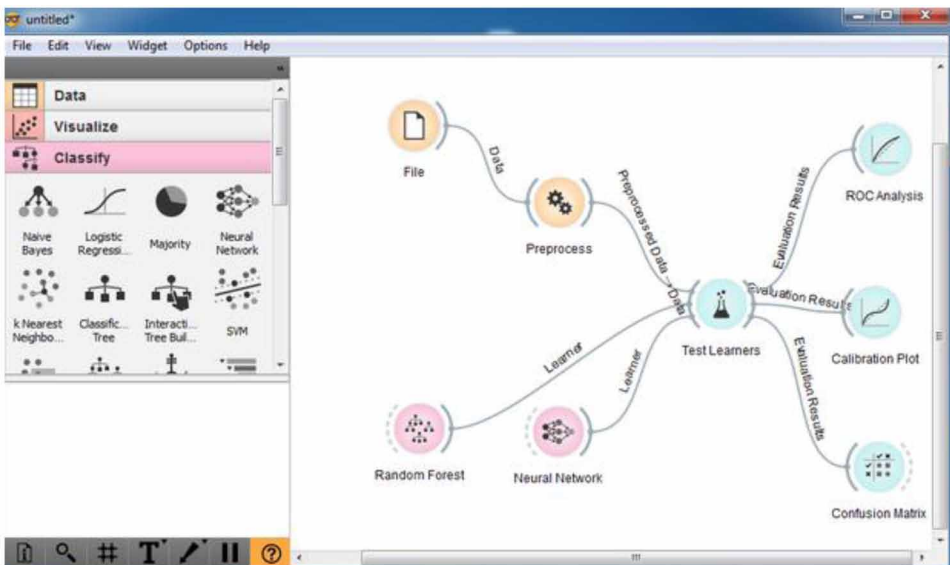 untitled*
File Edit View Widget Options Help
Data
Visualize
Classify
Naive
Bayes
Logistic
Regressi...
Majority
Neural
Network
k Nearest
Neighbo...
Classific...
Tree
Interacti...
Tree Buil...
SVM
File
Data
Preprocess
Preprocessed Data → Data
Learner
Learner
Random Forest
Neural Network
Test Learners
Evaluation Results
Evaluation Results
Evaluation Results
ROC Analysis
Calibration Plot
Confusion Matrix